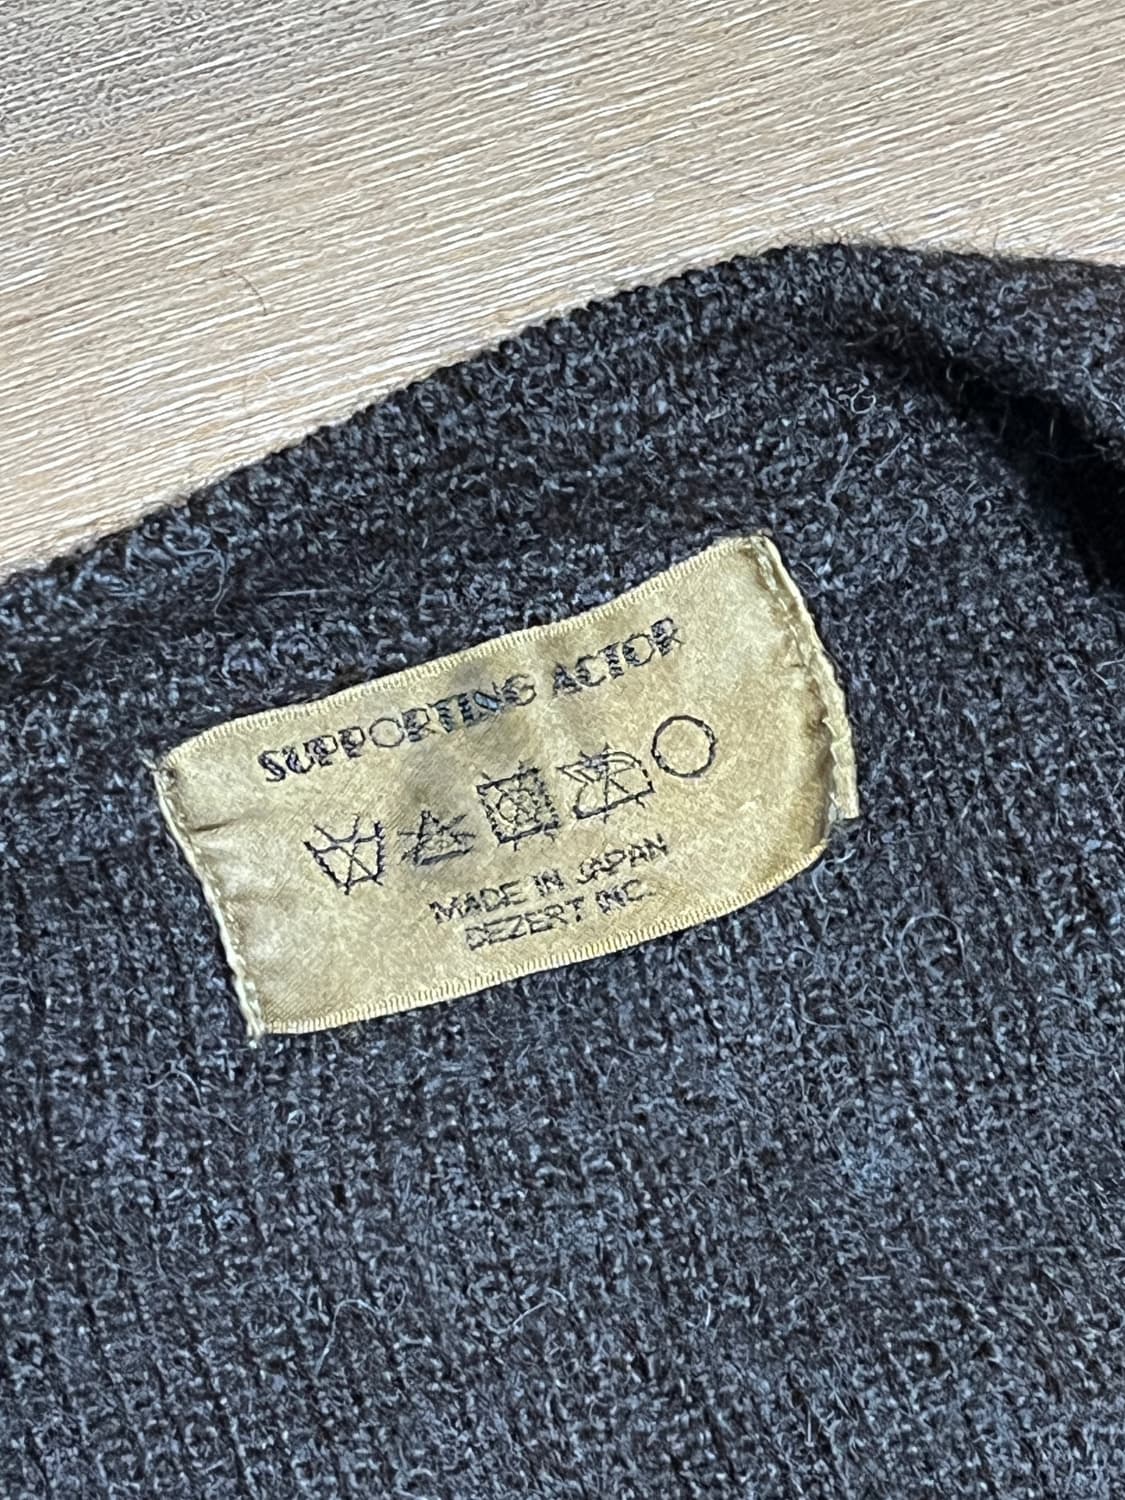 SUPPORTING ACTOR
MADE IN JAPAN
DEZERT INC.